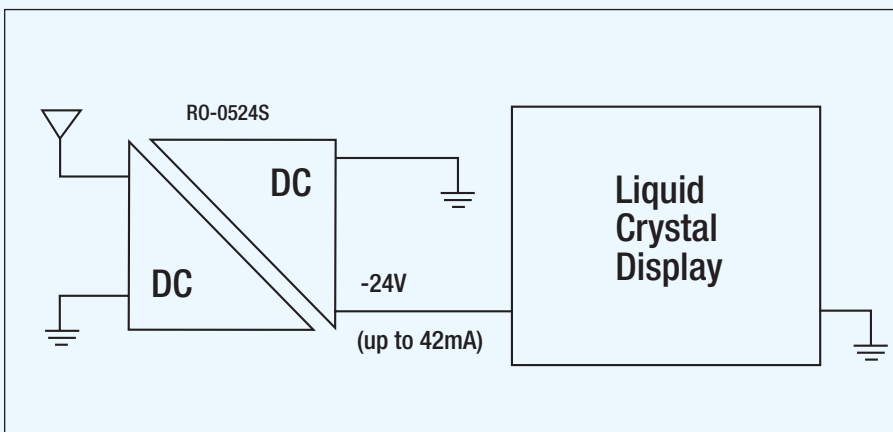 RO-0524S
DC
DC
-24V
(up to 42mA)
Liquid
Crystal
Display